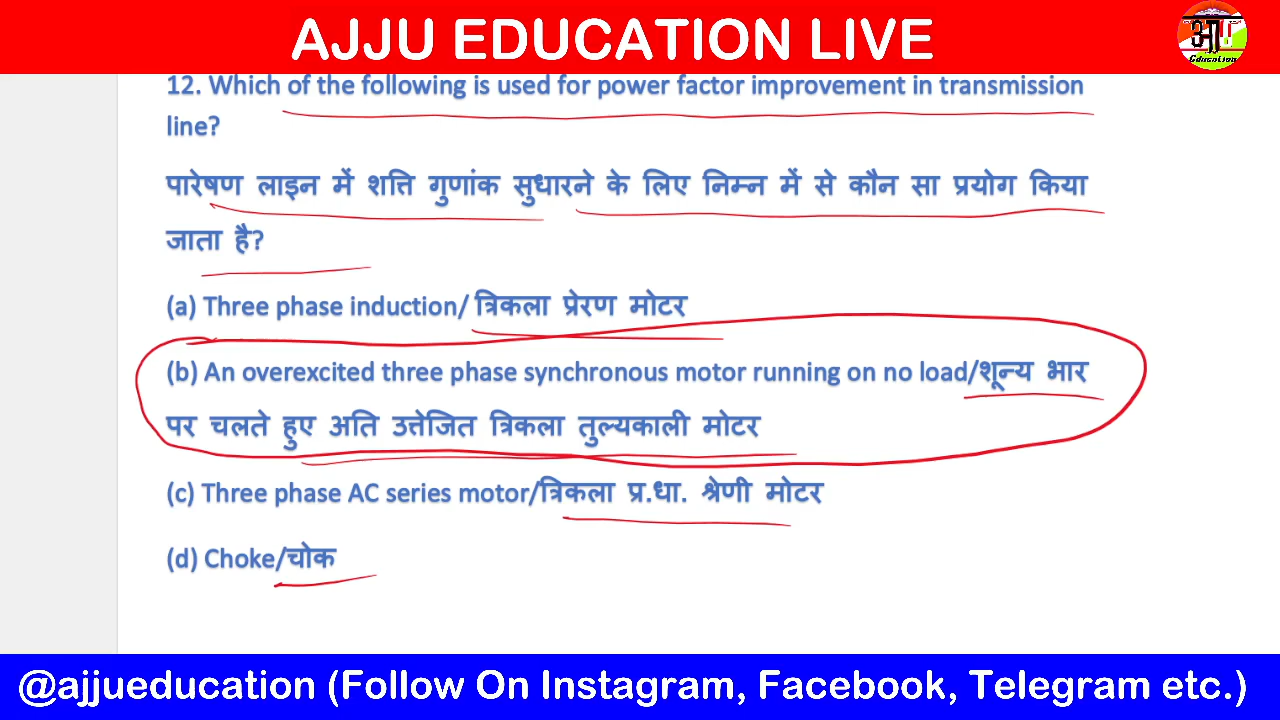 AJJU EDUCATION LIVE
आU
Education
12. Which of the following is used for power factor improvement in transmission
line?
पारेषण लाइन में शक्ति गुणांक सुधारने के लिए निम्न में से कौन सा प्रयोग किया
जाता है?
(a) Three phase induction/ त्रिकला प्रेरण मोटर
(b) An overexcited three phase synchronous motor running on no load/शून्य भार
पर चलते हुए अति उत्तेजित त्रिकला तुल्यकाली मोटर
(c) Three phase AC series motor/त्रिकला प्र.धा. श्रेणी मोटर
(d) Choke/चोक
@ajjueducation (Follow On Instagram, Facebook, Telegram etc.)